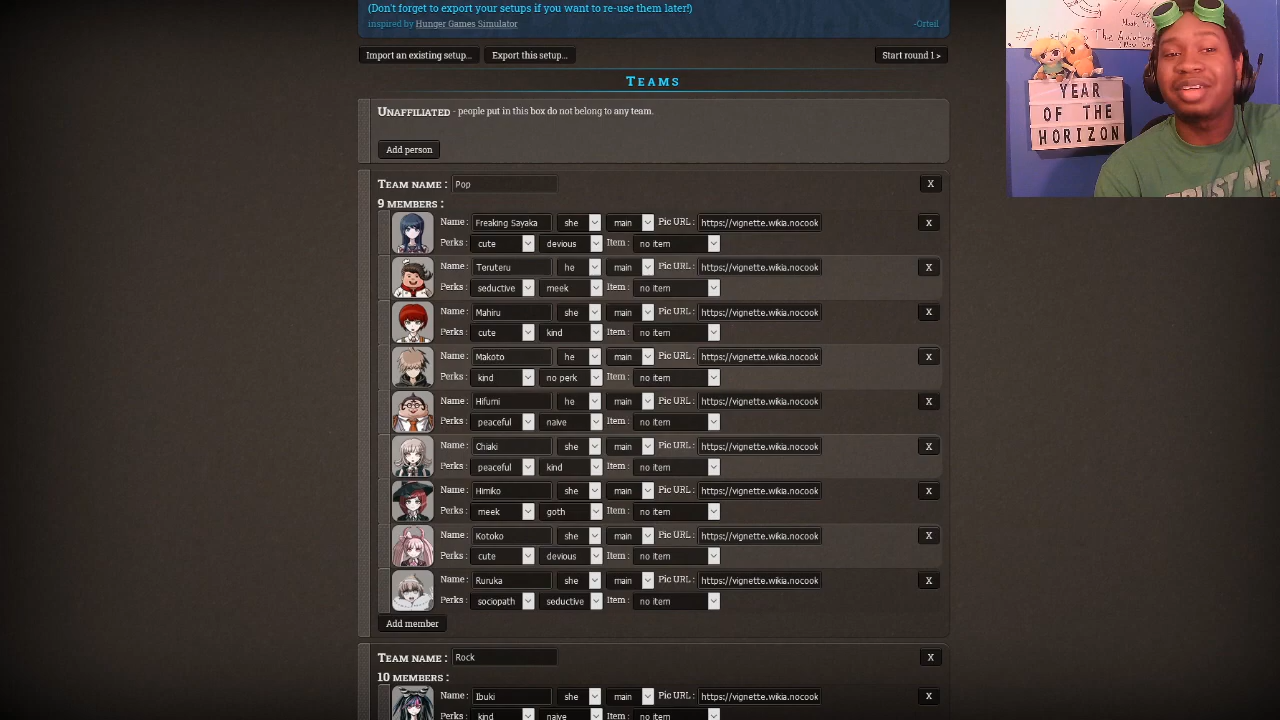 (Don't forget to export your setups if you want to re-use them later!)
inspired by Hunger Games Simulator
-Orteil
Import an existing setup...
Export this setup...
Start round 1 >
TEAMS
UNAFFILIATED - people put in this box do not belong to any team.
Add person
TEAM NAME : Pop X
9 MEMBERS :
Name : Freaking Sayaka she main Pic URL : https://vignette.wikia.nocook X
Perks : cute devious Item : no item
Name : Teruteru he main Pic URL : https://vignette.wikia.nocook X
Perks : seductive meek Item : no item
Name : Mahiru she main Pic URL : https://vignette.wikia.nocook X
Perks : cute kind Item : no item
Name : Makoto he main Pic URL : https://vignette.wikia.nocook X
Perks : kind no perk Item : no item
Name : Hifumi he main Pic URL : https://vignette.wikia.nocook X
Perks : peaceful naive Item : no item
Name : Chiaki she main Pic URL : https://vignette.wikia.nocook X
Perks : peaceful kind Item : no item
Name : Himiko she main Pic URL : https://vignette.wikia.nocook X
Perks : meek goth Item : no item
Name : Kotoko she main Pic URL : https://vignette.wikia.nocook X
Perks : cute devious Item : no item
Name : Ruruka she main Pic URL : https://vignette.wikia.nocook X
Perks : sociopath seductive Item : no item
Add member
TEAM NAME : Rock X
10 MEMBERS :
Name : Ibuki she main Pic URL : https://vignette.wikia.nocook X
Perks : kind naive Item : no item
YEAR
OF THE
HORIZON
TRUST ME